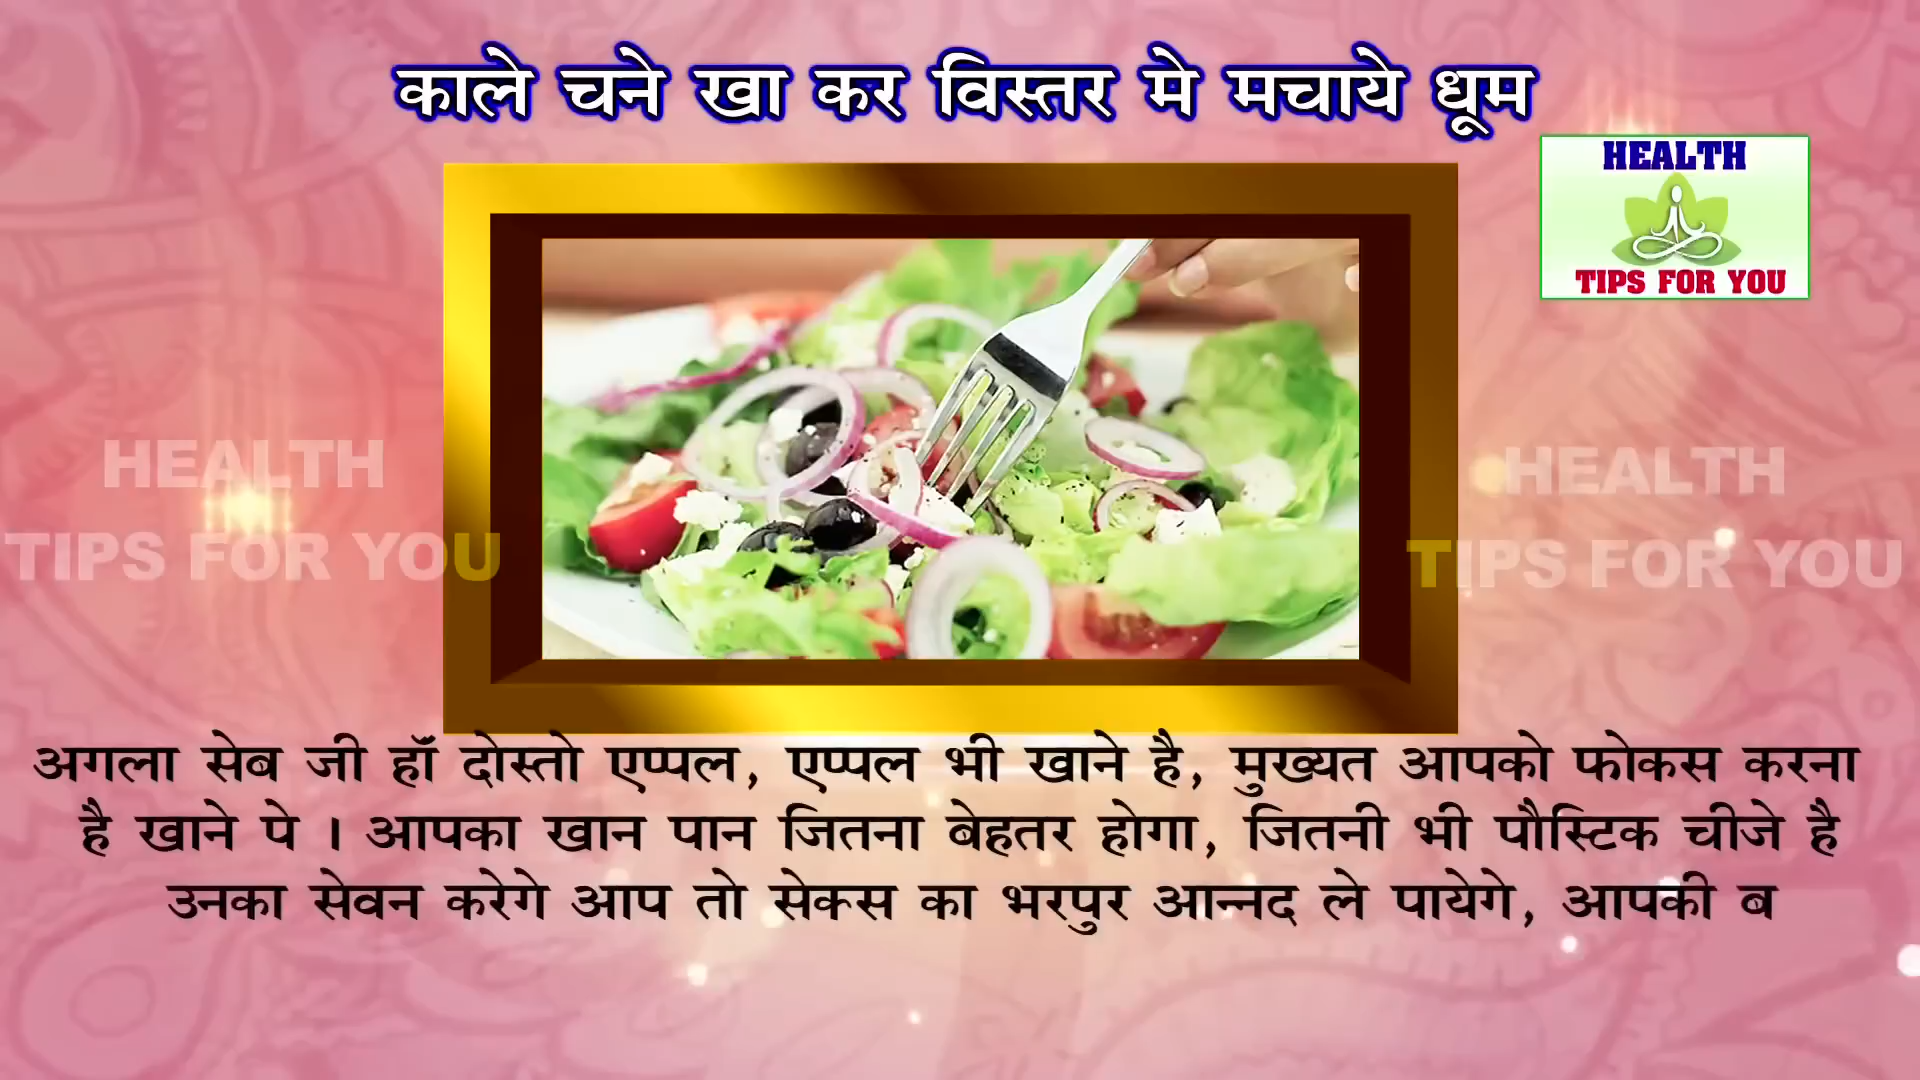 काले चने खा कर विस्तर मे मचाये धूम
HEALTH
TIPS FOR YOU
HEALTH
TIPS FOR YOU
HEALTH
TIPS FOR YOU
अगला सेब जी हॉं दोस्तो एप्पल, एप्पल भी खाने है, मुख्यत आपको फोकस करना
है खाने पे । आपका खान पान जितना बेहतर होगा, जितनी भी पौस्टिक चीजे है
उनका सेवन करेगे आप तो सेकस का भरपुर आन्नद ले पायेगे, आपकी ब